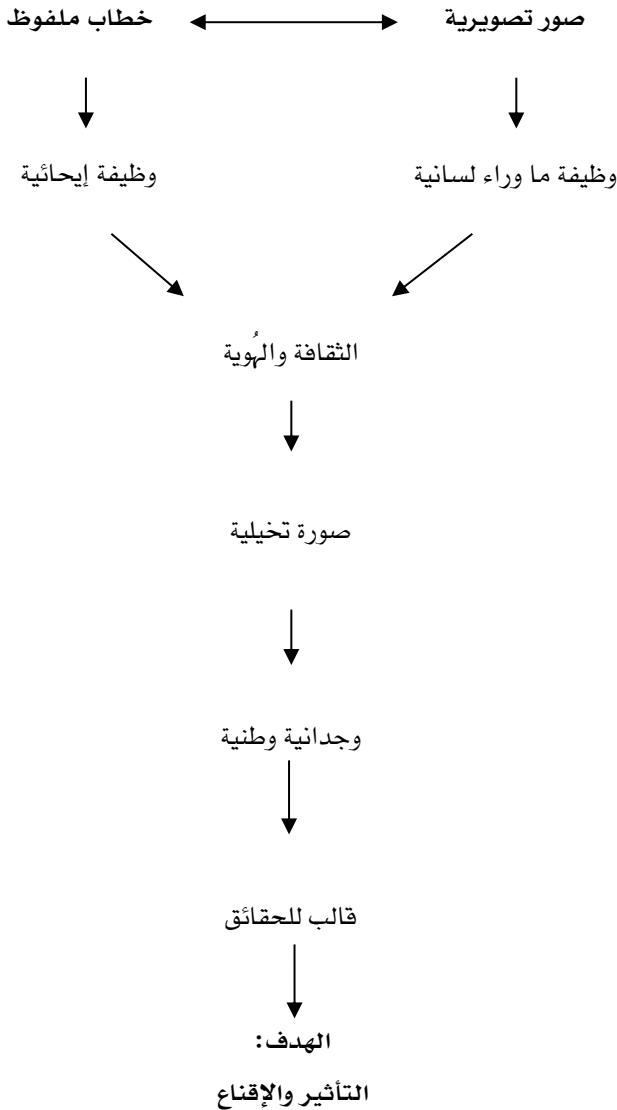 صور تصويرية
خطاب ملفوظ
وظيفة ما وراء لسانية
وظيفة إيحائية
الثقافة والهُوية
صورة تخيلية
وجدانية وطنية
قالب للحقائق
الهدف:
التأثير والإقناع